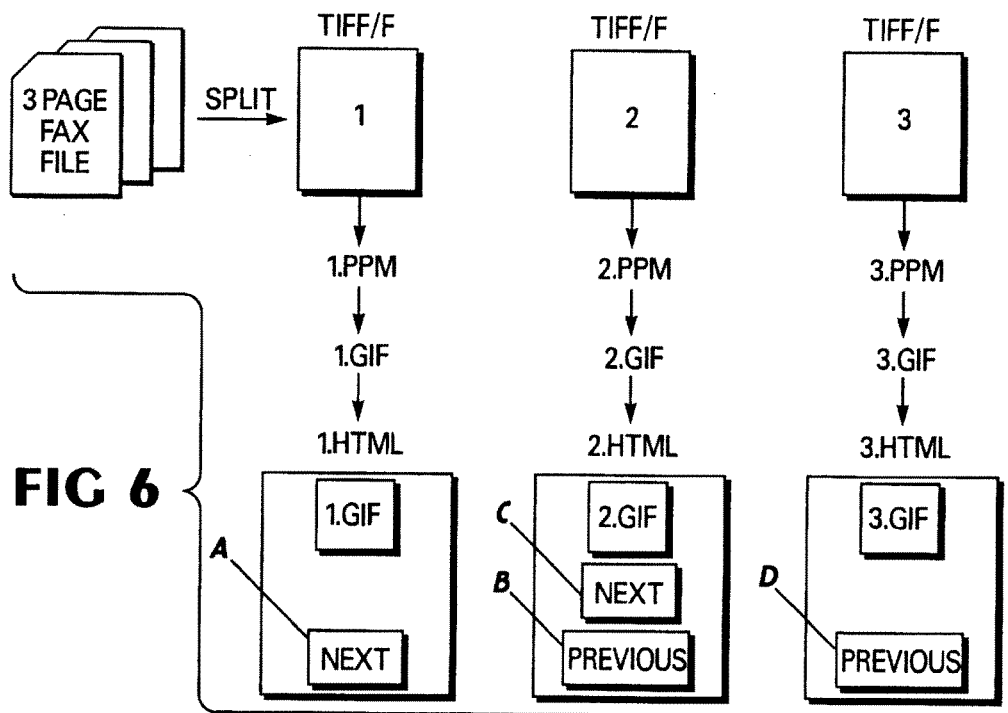 TIFF/F
TIFF/F
TIFF/F
3 PAGE
FAX
FILE
SPLIT
1
2
3
1.PPM
2.PPM
3.PPM
1.GIF
2.GIF
3.GIF
1.HTML
2.HTML
3.HTML
FIG 6
1.GIF
2.GIF
3.GIF
A
C
B
D
NEXT
NEXT
PREVIOUS
PREVIOUS